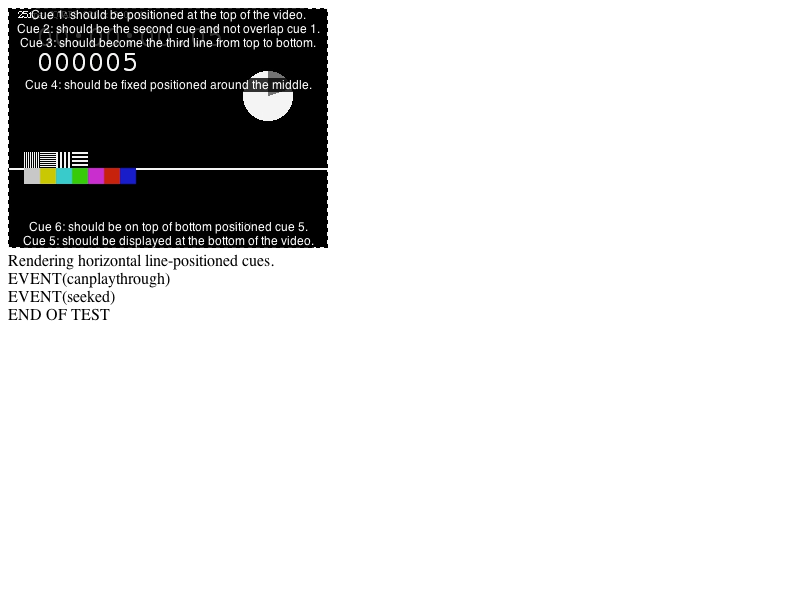 Cue 1: should be positioned at the top of the video.
Cue 2: should be the second cue and not overlap cue 1.
Cue 3: should become the third line from top to bottom.
000005
Cue 4: should be fixed positioned around the middle.
Cue 6: should be on top of bottom positioned cue 5.
Cue 5: should be displayed at the bottom of the video.
Rendering horizontal line-positioned cues.
EVENT(canplaythrough)
EVENT(seeked)
END OF TEST